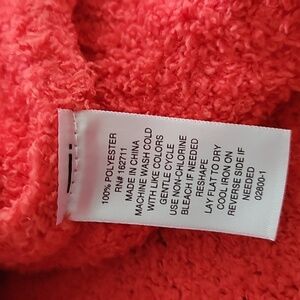 100% POLYESTER
RN# 162711
MADE IN CHINA
MACHINE WASH COLD
WITH LIKE COLORS
GENTLE CYCLE
USE NON-CHLORINE
BLEACH IF NEEDED
RESHAPE
LAY FLAT TO DRY
COOL IRON ON
REVERSE SIDE IF
NEEDED
02800-1